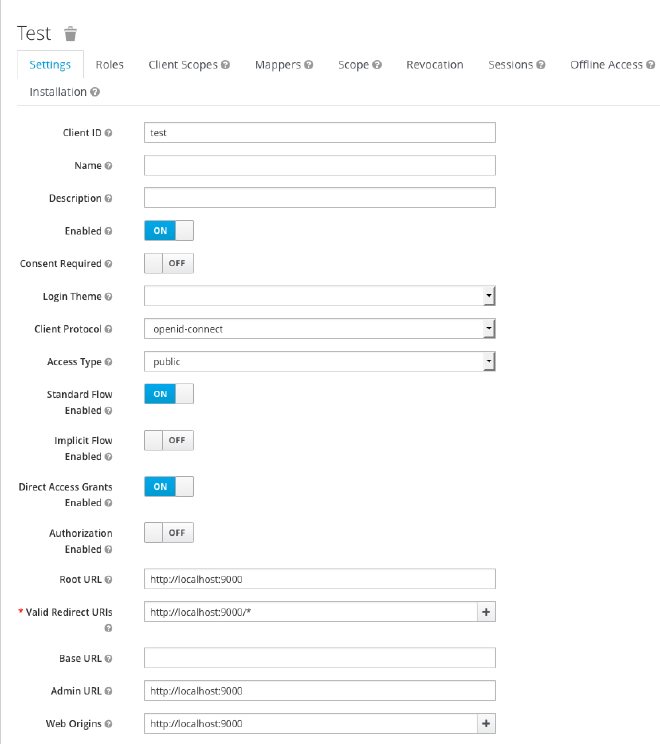 Test
Settings Roles Client Scopes Mappers Scope Revocation Sessions Offline Access
Installation
Client ID test
Name
Description
Enabled ON
Consent Required OFF
Login Theme
Client Protocol openid-connect
Access Type public
Standard Flow
Enabled ON
Implicit Flow
Enabled OFF
Direct Access Grants
Enabled ON
Authorization
Enabled OFF
Root URL http://localhost:9000
* Valid Redirect URIs http://localhost:9000/*
Base URL
Admin URL http://localhost:9000
Web Origins http://localhost:9000